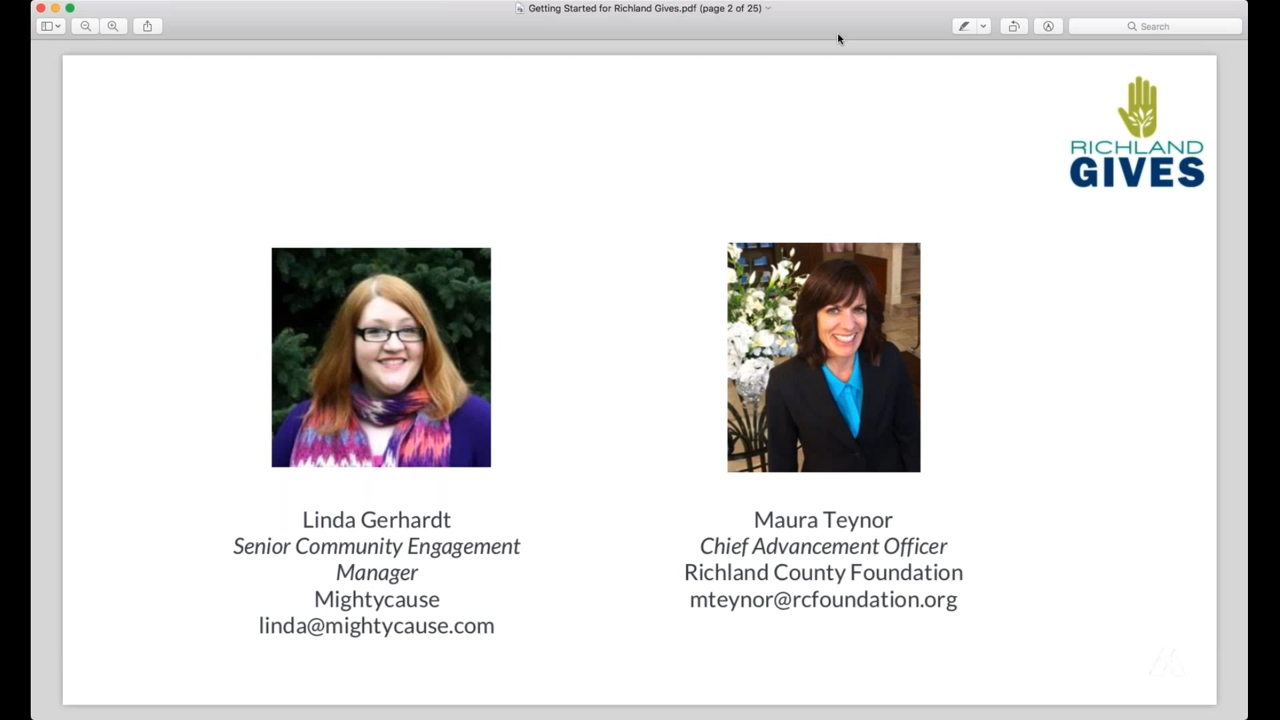 Getting Started for Richland Gives.pdf (page 2 of 25)
Search
RICHLAND
GIVES
Linda Gerhardt
Senior Community Engagement
Manager
Mightycause
linda@mightycause.com
Maura Teynor
Chief Advancement Officer
Richland County Foundation
mteynor@rcfoundation.org